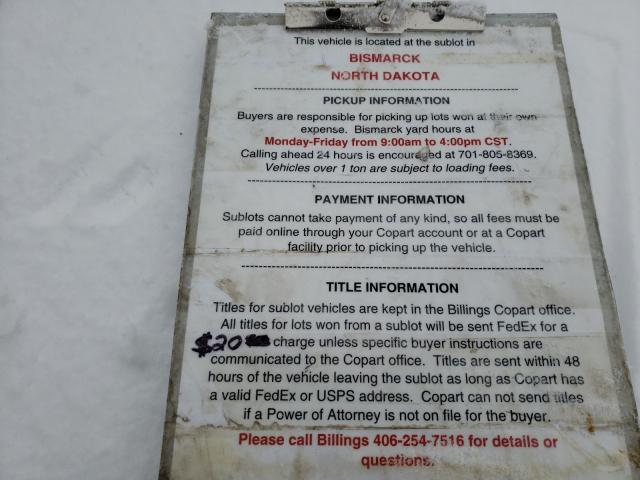 This vehicle is located at the sublot in
BISMARCK
NORTH DAKOTA
PICKUP INFORMATION
Buyers are responsible for picking up lots won at their own
expense. Bismarck yard hours at
Monday-Friday from 9:00am to 4:00pm CST.
Calling ahead 24 hours is encouraged at 701-805-8369.
Vehicles over 1 ton are subject to loading fees.
PAYMENT INFORMATION
Sublots cannot take payment of any kind, so all fees must be
paid online through your Copart account or at a Copart
facility prior to picking up the vehicle.
TITLE INFORMATION
Titles for sublot vehicles are kept in the Billings Copart office.
All titles for lots won from a sublot will be sent FedEx for a
$20 charge unless specific buyer instructions are
communicated to the Copart office. Titles are sent within 48
hours of the vehicle leaving the sublot as long as Copart has
a valid FedEx or USPS address. Copart can not send titles
if a Power of Attorney is not on file for the buyer.
Please call Billings 406-254-7516 for details or
questions.